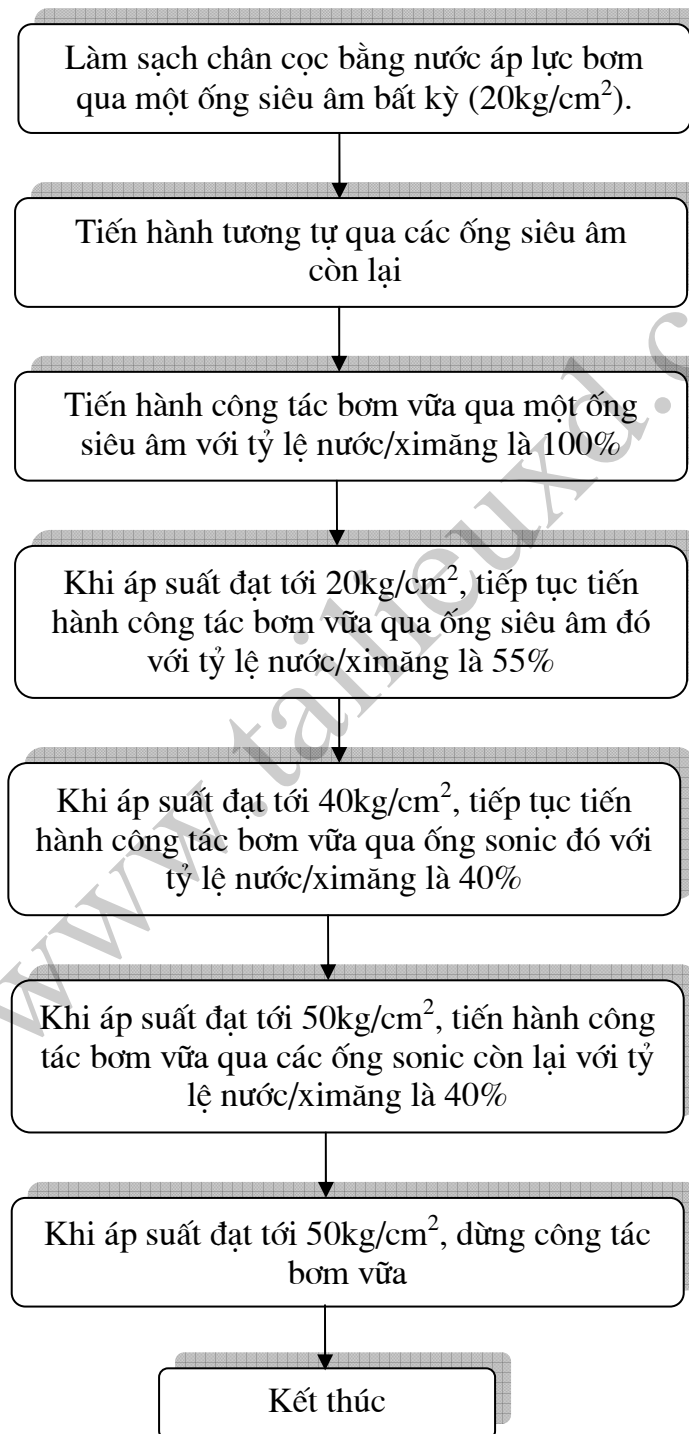 Làm sạch chân cọc bằng nước áp lực bơm
qua một ống siêu âm bất kỳ (20kg/cm²).
Tiến hành tương tự qua các ống siêu âm
còn lại
Tiến hành công tác bơm vữa qua một ống
siêu âm với tỷ lệ nước/ximăng là 100%
Khi áp suất đạt tới 20kg/cm², tiếp tục tiến
hành công tác bơm vữa qua ống siêu âm đó
với tỷ lệ nước/ximăng là 55%
Khi áp suất đạt tới 40kg/cm², tiếp tục tiến
hành công tác bơm vữa qua ống sonic đó với
tỷ lệ nước/ximăng là 40%
Khi áp suất đạt tới 50kg/cm², tiến hành công
tác bơm vữa qua các ống sonic còn lại với tỷ
lệ nước/ximăng là 40%
Khi áp suất đạt tới 50kg/cm², dừng công tác
bơm vữa
Kết thúc
www.tailieuxd.c